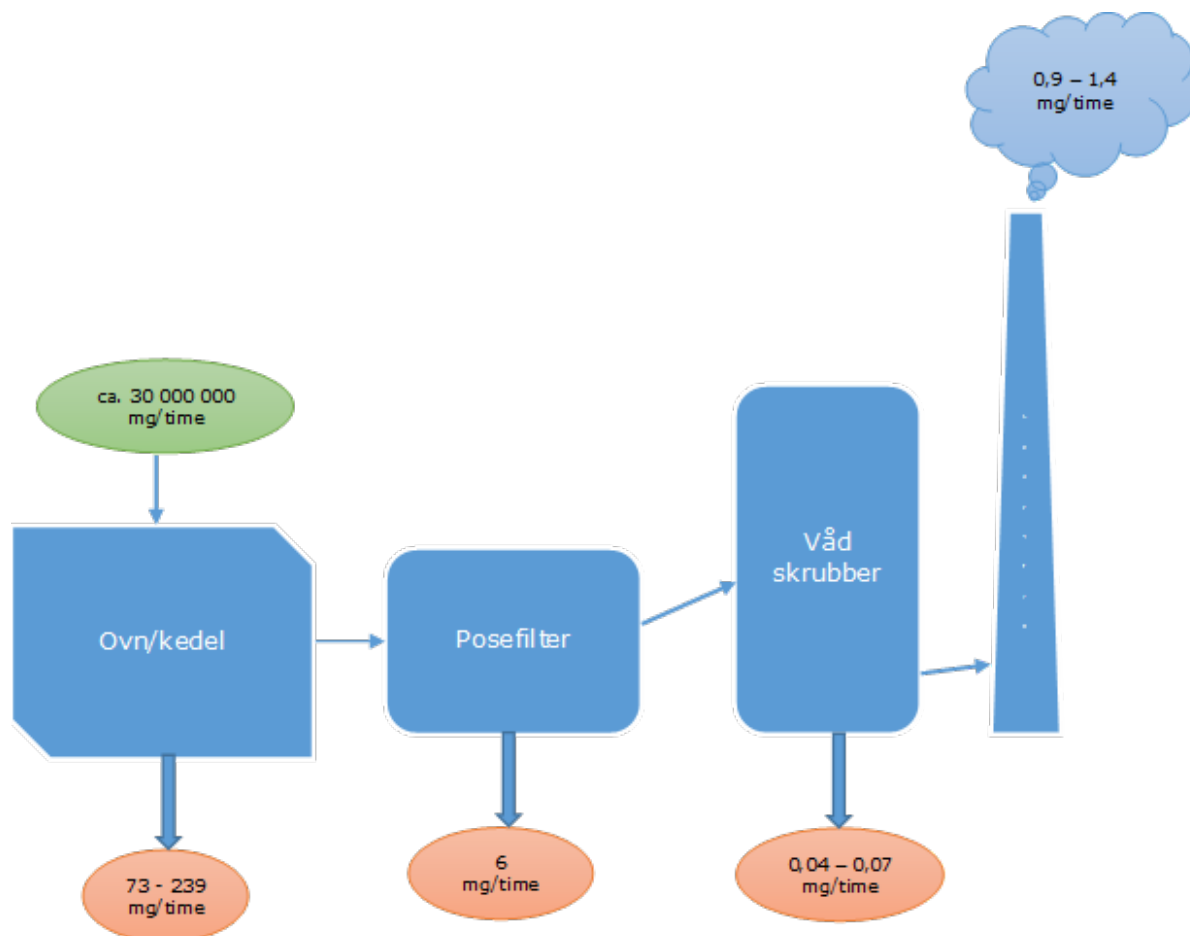 0,9 – 1,4
mg/time
ca. 30 000 000
mg/time
Ovn/kedel
Posefilter
Våd
skrubber
73 - 239
mg/time
6
mg/time
0,04 – 0,07
mg/time